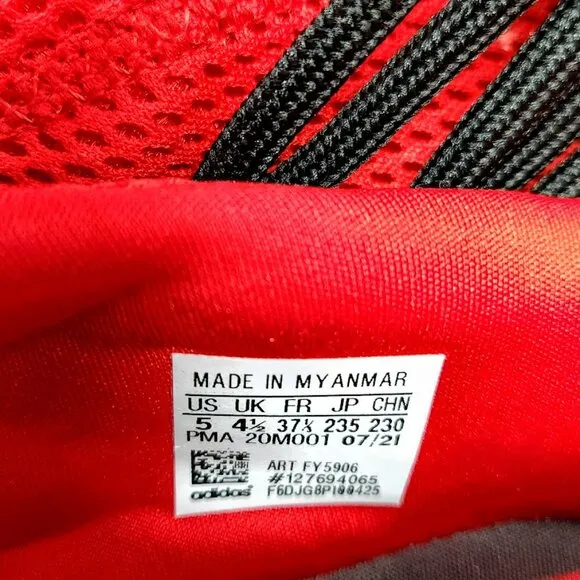 MADE IN MYANMAR
US UK FR JP CHN
5 4½ 37⅓ 235 230
PMA 20M001 07/21
ART FY5906
#127694065
adidas F6DJG8PI00425